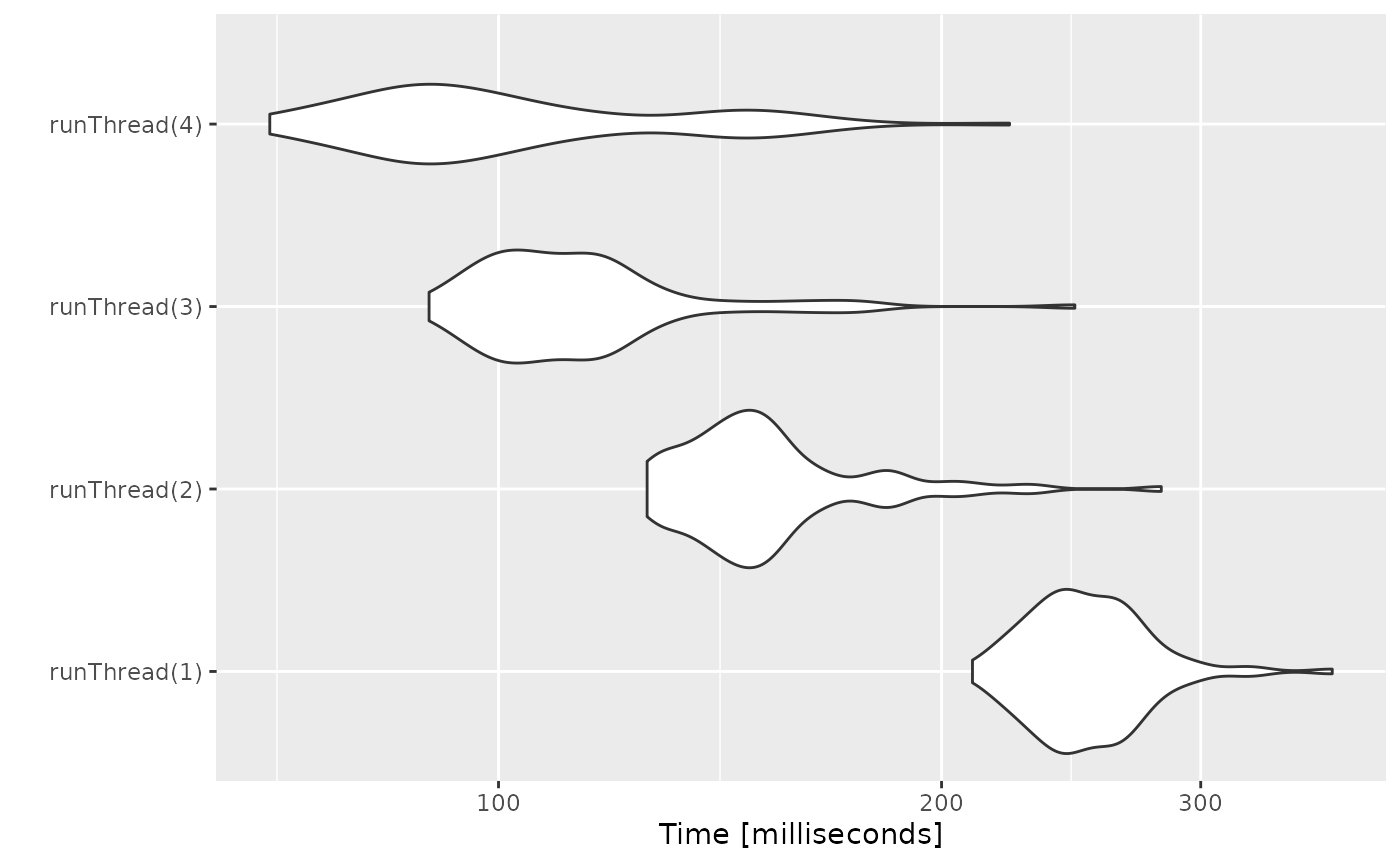 runThread(4)
runThread(3)
runThread(2)
runThread(1)
100 200 300
Time [milliseconds]